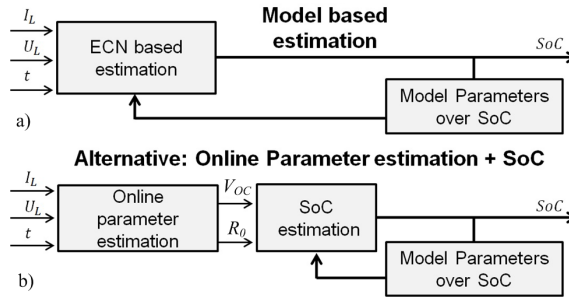 Model based
estimation
I_L
U_L
t
ECN based
estimation
SoC
Model Parameters
over SoC
a)
Alternative: Online Parameter estimation + SoC
I_L
U_L
t
Online
parameter
estimation
V_OC
R_0
SoC
estimation
SoC
Model Parameters
over SoC
b)